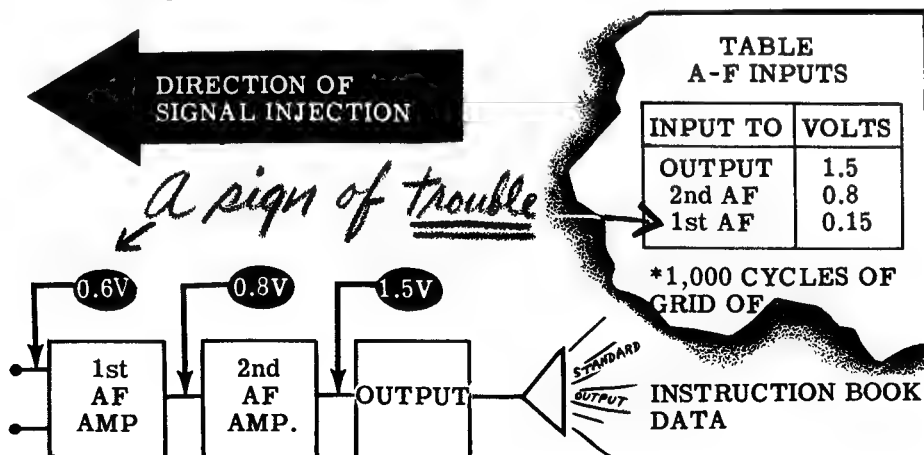 DIRECTION OF
SIGNAL INJECTION
TABLE
A-F INPUTS
INPUT TO VOLTS
OUTPUT 1.5
2nd AF 0.8
1st AF 0.15
*1,000 CYCLES OF
GRID OF
A sign of trouble
0.6V 0.8V 1.5V
1st
AF
AMP
2nd
AF
AMP.
OUTPUT
STANDARD
OUTPUT
INSTRUCTION BOOK
DATA